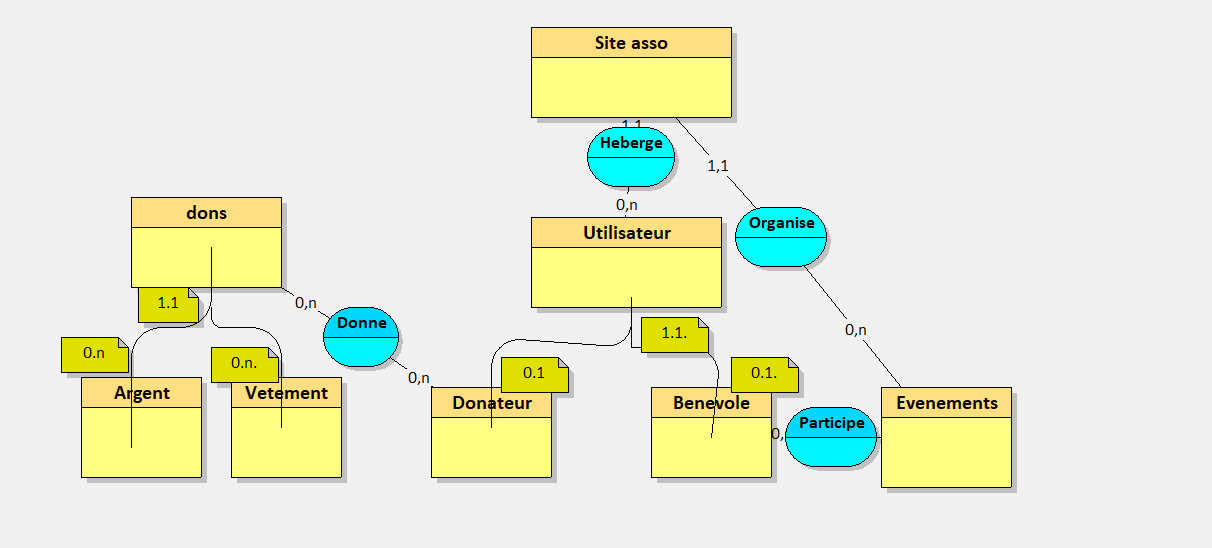 Site asso
1,1
Heberge
1,1
0,n
dons
Organise
Utilisateur
1.1
0,n
Donne
0,n
1.1.
0.n
0.n.
0,n
0.1
0.1.
Argent
Vetement
Donateur
Benevole
Evenements
Participe
0,